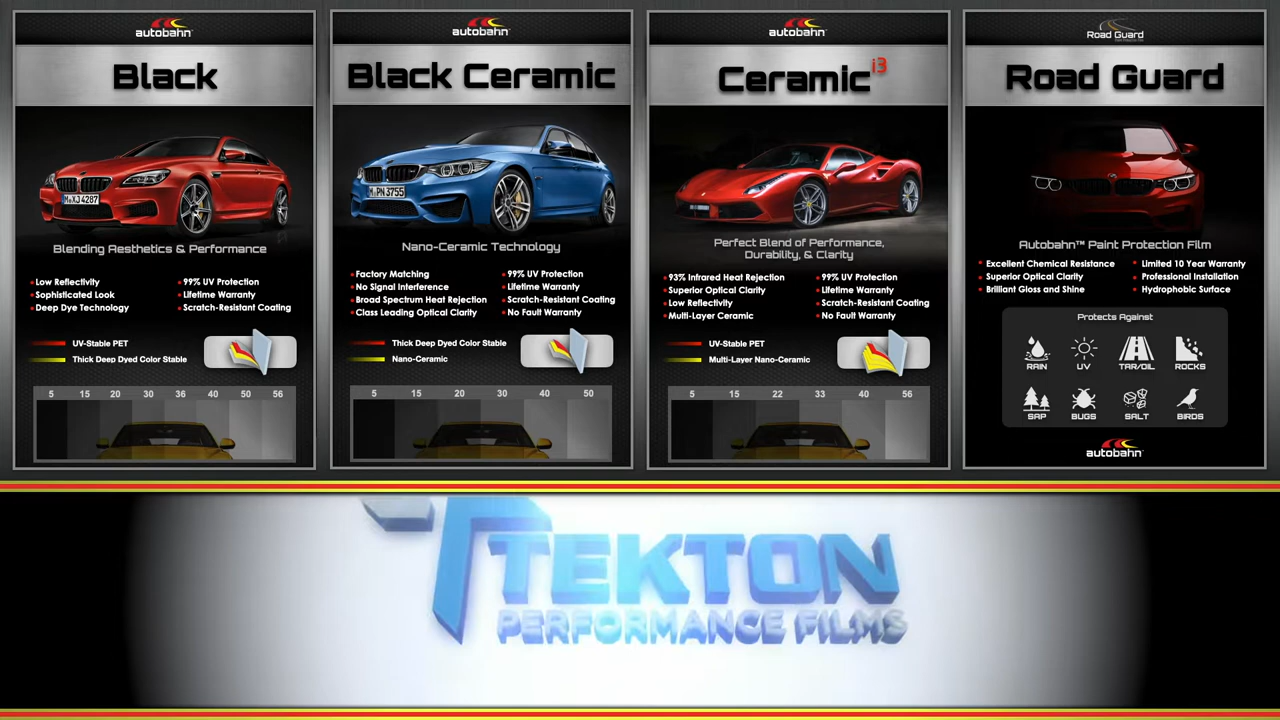 autobahn
Black
M·XJ 4287
Blending Aesthetics & Performance
Low Reflectivity
Sophisticated Look
Deep Dye Technology
99% UV Protection
Lifetime Warranty
Scratch-Resistant Coating
UV-Stable PET
Thick Deep Dyed Color Stable
5 15 20 30 36 40 50 56
autobahn
Black Ceramic
M·PN 3755
Nano-Ceramic Technology
Factory Matching
No Signal Interference
Broad Spectrum Heat Rejection
Class Leading Optical Clarity
99% UV Protection
Lifetime Warranty
Scratch-Resistant Coating
No Fault Warranty
Thick Deep Dyed Color Stable
Nano-Ceramic
5 15 20 30 40 50
autobahn
Ceramic i3
Perfect Blend of Performance,
Durability, & Clarity
93% Infrared Heat Rejection
Superior Optical Clarity
Low Reflectivity
Multi-Layer Ceramic
99% UV Protection
Lifetime Warranty
Scratch-Resistant Coating
No Fault Warranty
UV-Stable PET
Multi-Layer Nano-Ceramic
5 15 22 33 40 56
Road Guard
Road Guard
Autobahn™ Paint Protection Film
Excellent Chemical Resistance
Superior Optical Clarity
Brilliant Gloss and Shine
Limited 10 Year Warranty
Professional Installation
Hydrophobic Surface
Protects Against
RAIN UV TAR/OIL ROCKS
SAP BUGS SALT BIRDS
autobahn
TEKTON
PERFORMANCE FILMS